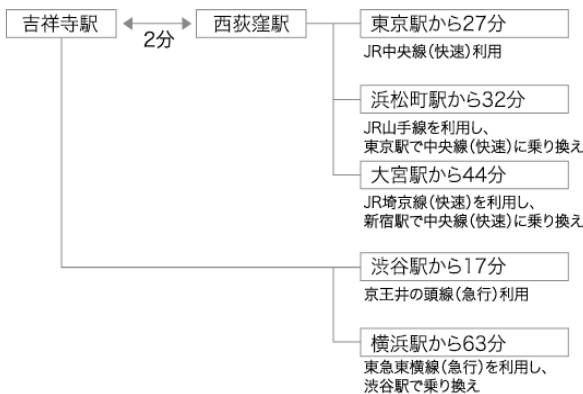 吉祥寺駅
2分
西荻窪駅
東京駅から27分
JR中央線(快速)利用
浜松町駅から32分
JR山手線を利用し、
東京駅で中央線(快速)に乗り換え
大宮駅から44分
JR埼京線(快速)を利用し、
新宿駅で中央線(快速)に乗り換え
渋谷駅から17分
京王井の頭線(急行)利用
横浜駅から63分
東急東横線(急行)を利用し、
渋谷駅で乗り換え